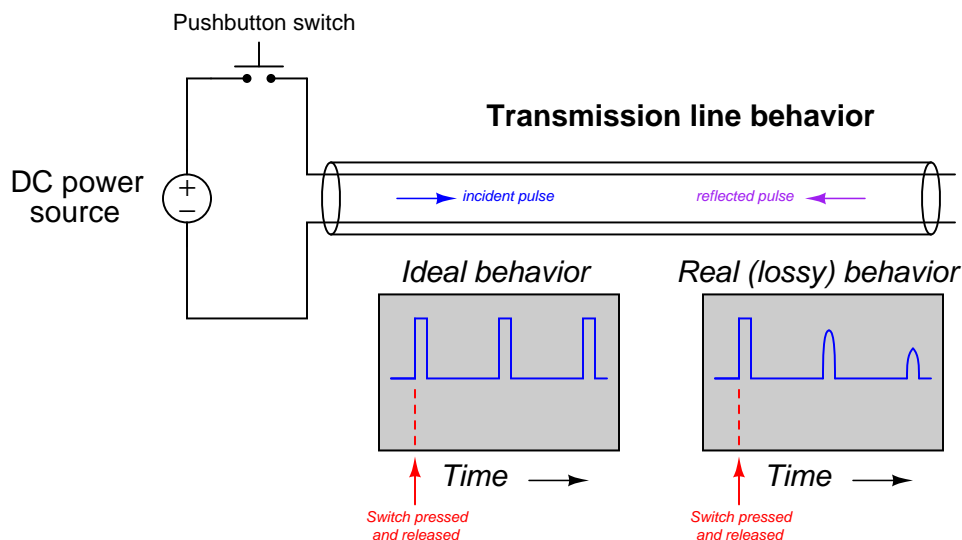 Pushbutton switch
Transmission line behavior
DC power
source
+
−
incident pulse
reflected pulse
Ideal behavior
Real (lossy) behavior
Time
Time
Switch pressed
and released
Switch pressed
and released